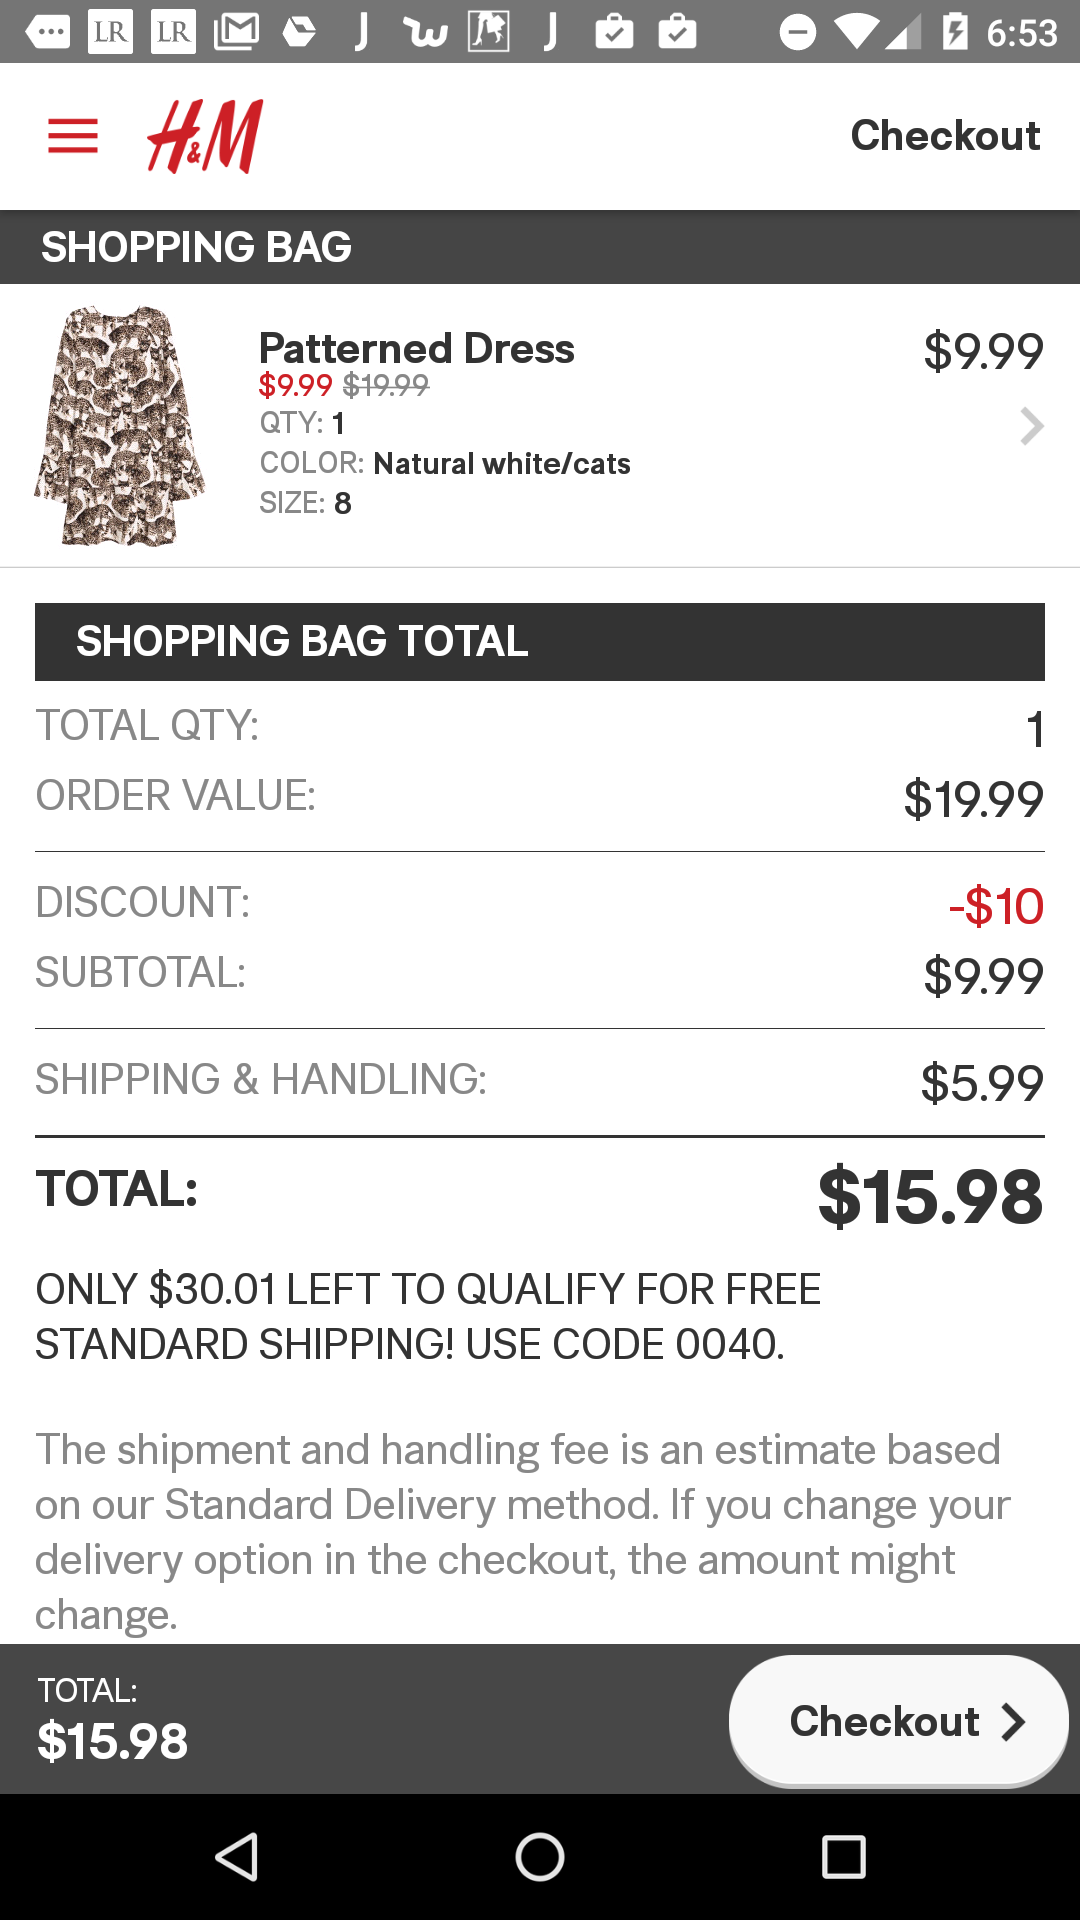 LR LR 6:53
H&M Checkout
SHOPPING BAG
Patterned Dress $9.99
$9.99 $19.99
QTY: 1
COLOR: Natural white/cats
SIZE: 8
SHOPPING BAG TOTAL
TOTAL QTY: 1
ORDER VALUE: $19.99
DISCOUNT: -$10
SUBTOTAL: $9.99
SHIPPING & HANDLING: $5.99
TOTAL: $15.98
ONLY $30.01 LEFT TO QUALIFY FOR FREE
STANDARD SHIPPING! USE CODE 0040.
The shipment and handling fee is an estimate based
on our Standard Delivery method. If you change your
delivery option in the checkout, the amount might
change.
TOTAL:
$15.98
Checkout